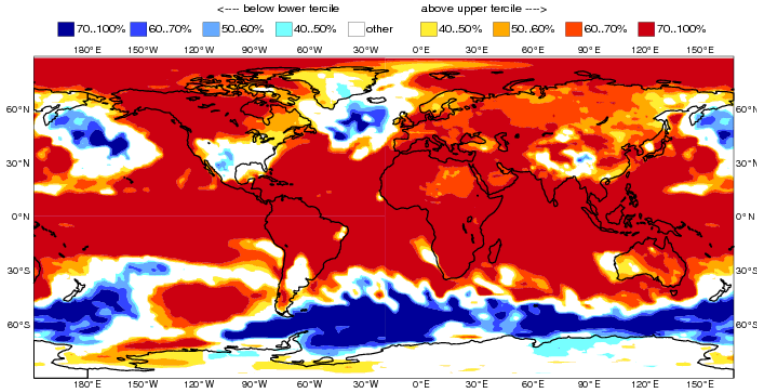 <---- below lower tercile above upper tercile ---->
70..100% 60..70% 50..60% 40..50% other 40..50% 50..60% 60..70% 70..100%
180°E 150°W 120°W 90°W 60°W 30°W 0°E 30°E 60°E 90°E 120°E 150°E
60°N 60°N
30°N 30°N
0°N 0°N
30°S 30°S
60°S 60°S
180°E 150°W 120°W 90°W 60°W 30°W 0°E 30°E 60°E 90°E 120°E 150°E